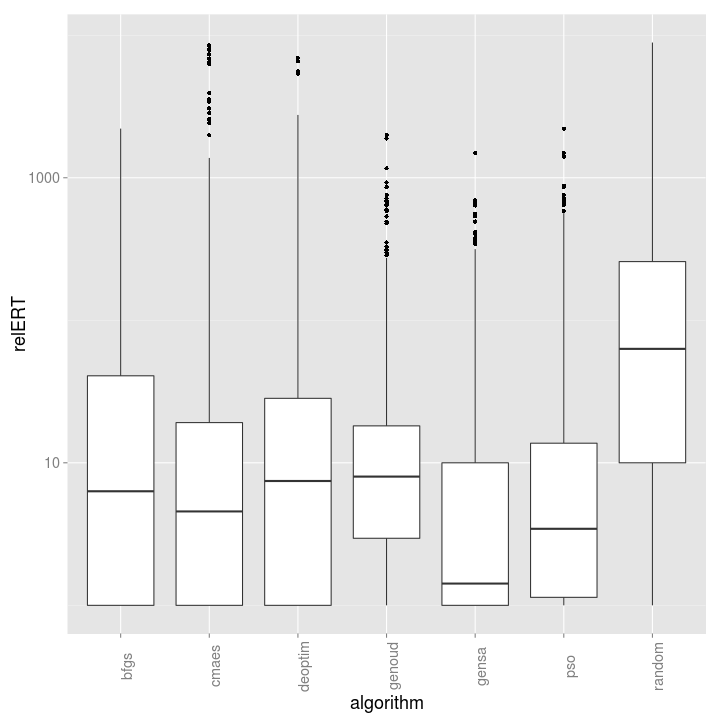 relERT
1000
10
bfgs
cmaes
deoptim
genoud
gensa
pso
random
algorithm